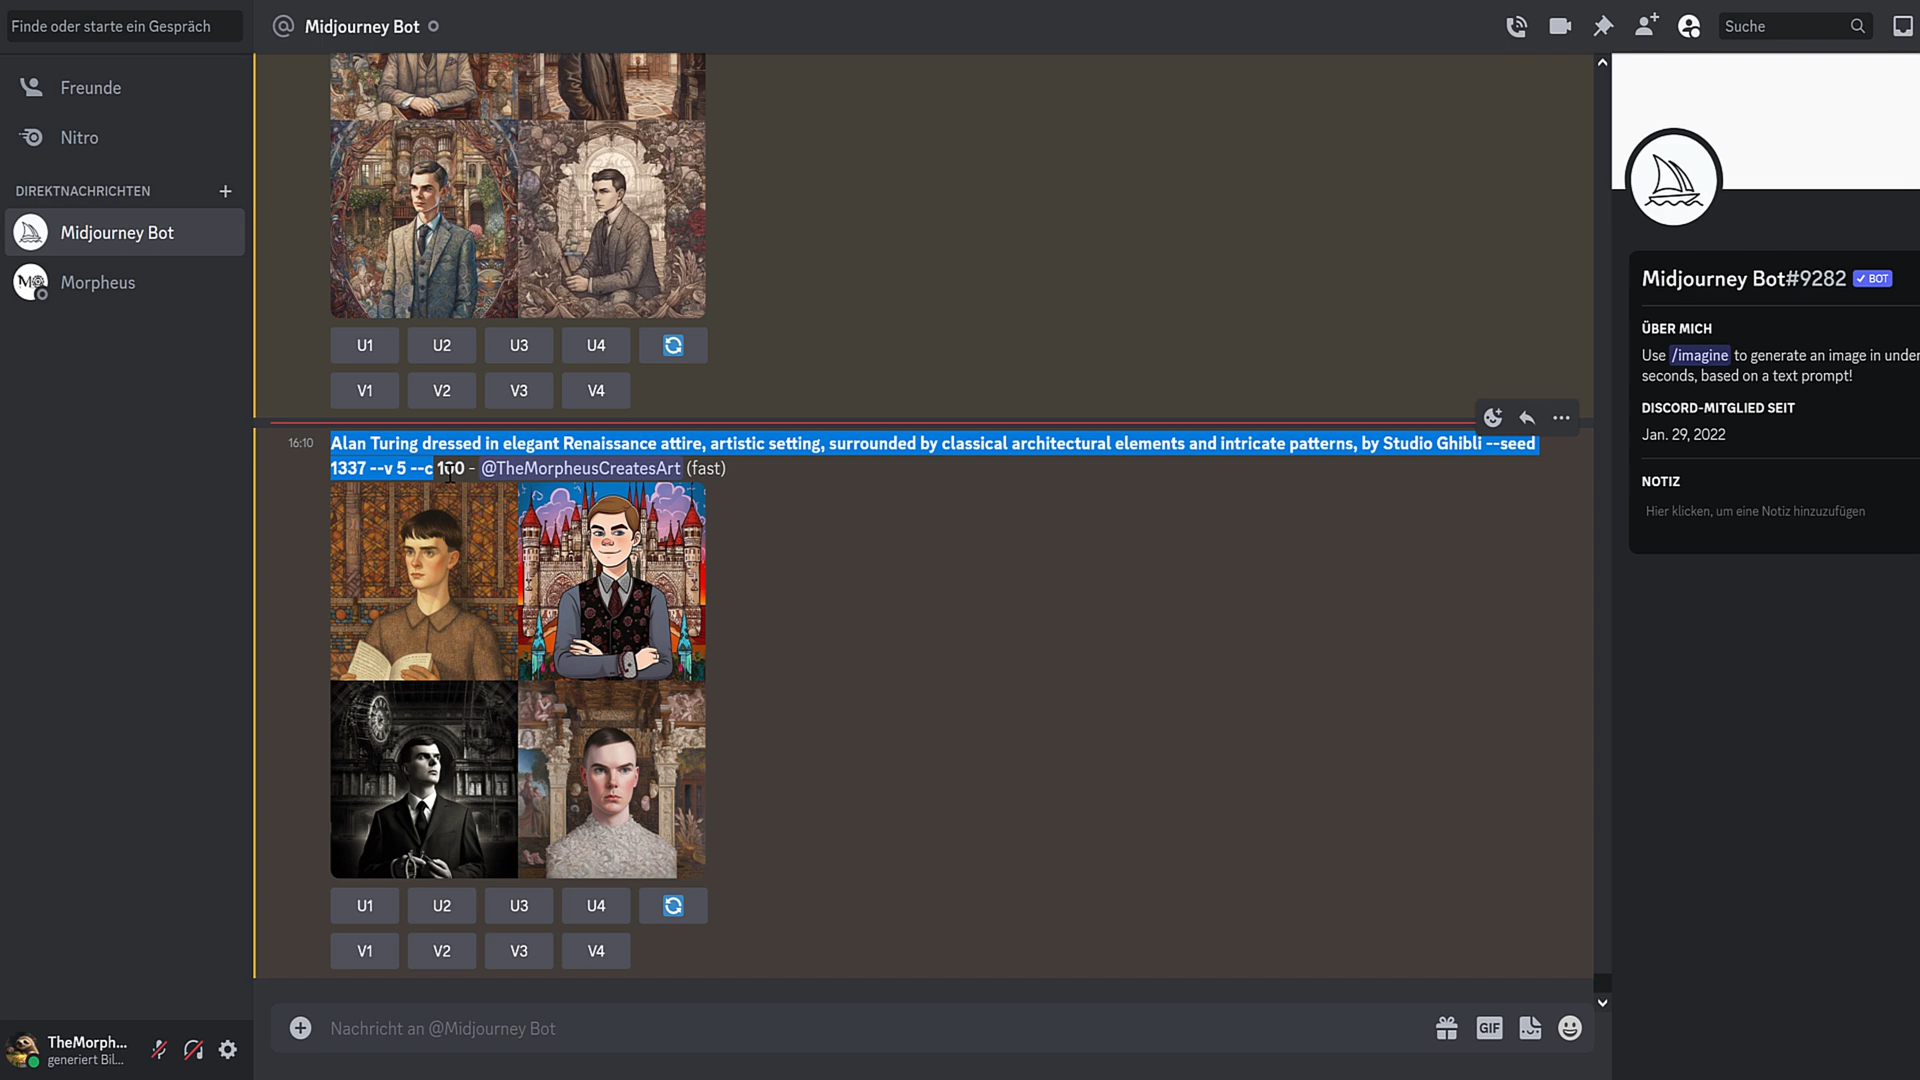 Finde oder starte ein Gespräch
Midjourney Bot
Suche
Freunde
Nitro
DIREKTNACHRICHTEN
Midjourney Bot
Morpheus
U1 U2 U3 U4
V1 V2 V3 V4
16:10 Alan Turing dressed in elegant Renaissance attire, artistic setting, surrounded by classical architectural elements and intricate patterns, by Studio Ghibli --seed
1337 --v 5 --c 100 - @TheMorpheusCreatesArt (fast)
U1 U2 U3 U4
V1 V2 V3 V4
Nachricht an @Midjourney Bot
GIF
TheMorph...
generiert Bil...
Midjourney Bot#9282 BOT
ÜBER MICH
Use /imagine to generate an image in under
seconds, based on a text prompt!
DISCORD-MITGLIED SEIT
Jan. 29, 2022
NOTIZ
Hier klicken, um eine Notiz hinzuzufügen